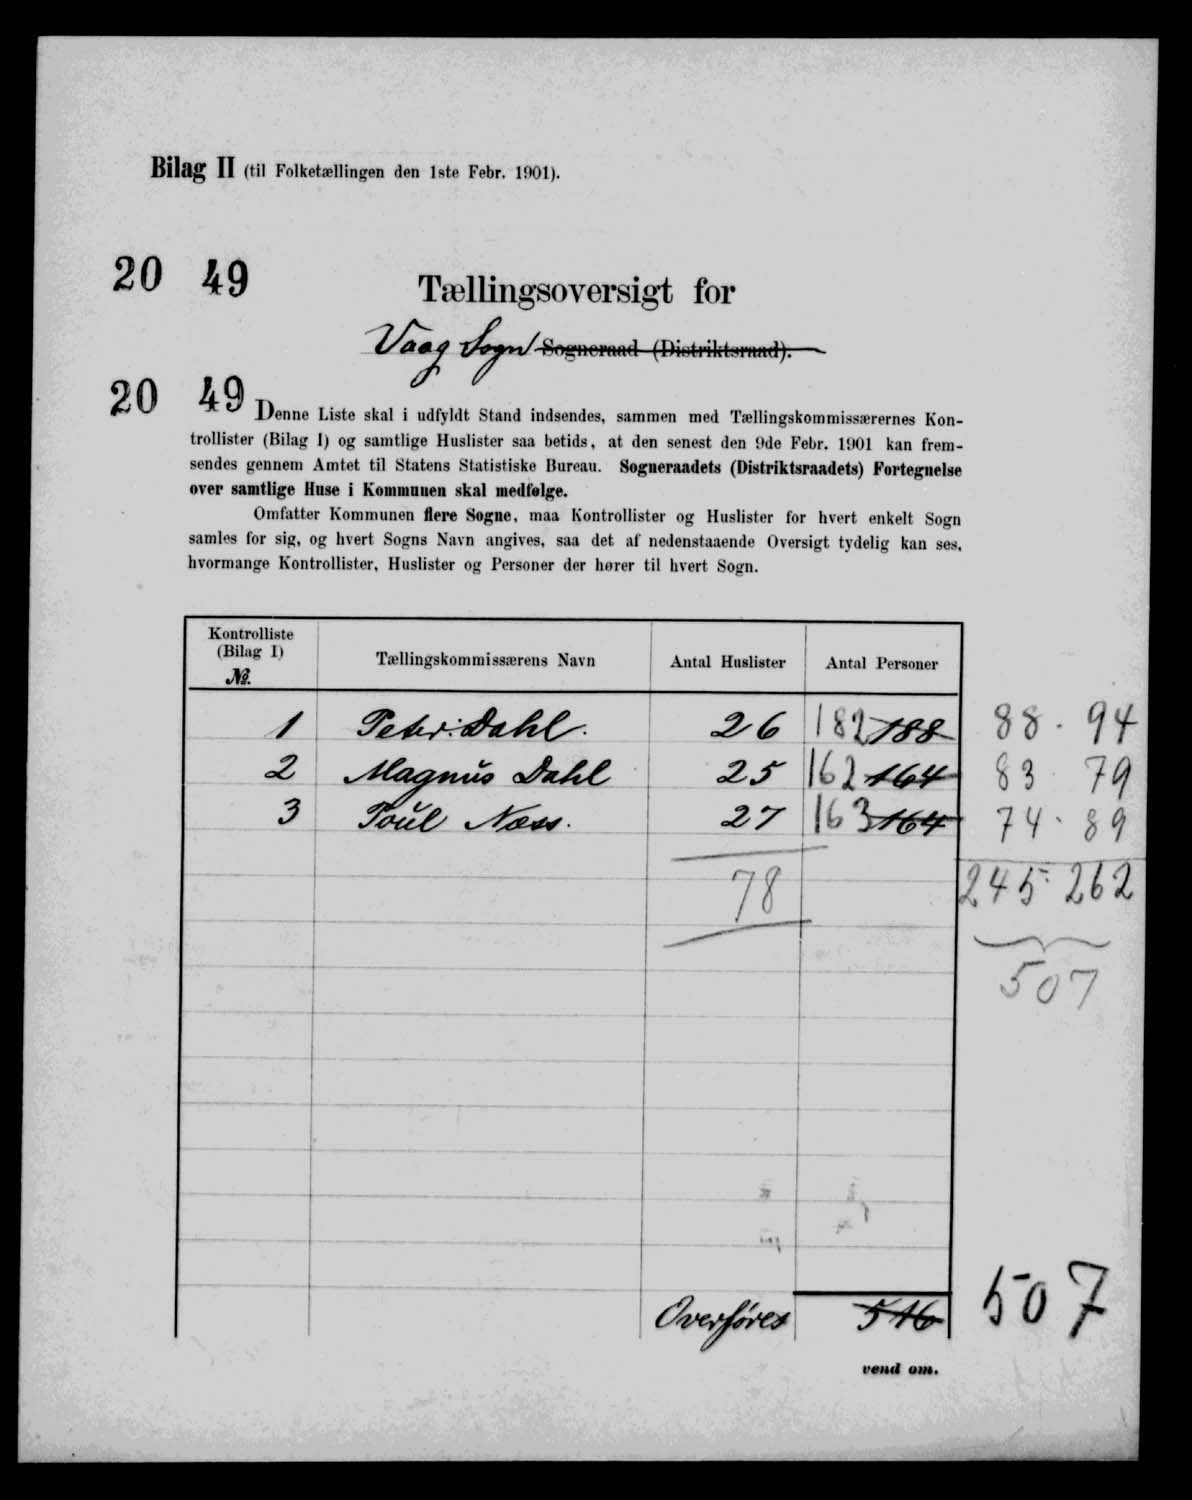 Bilag II (til Folketællingen den 1ste Febr. 1901).
20 49
Tællingsoversigt for
Vaag Sogn Sogneraad (Distriktsraad).
20 49
Denne Liste skal i udfyldt Stand indsendes, sammen med Tællingskommissærernes Kon-
trollister (Bilag I) og samtlige Huslister saa betids, at den senest den 9de Febr. 1901 kan frem-
sendes gennem Amtet til Statens Statistiske Bureau. Sogneraadets (Distriktsraadets) Fortegnelse
over samtlige Huse i Kommunen skal medfølge.
Omfatter Kommunen flere Sogne, maa Kontrollister og Huslister for hvert enkelt Sogn
samles for sig, og hvert Sogns Navn angives, saa det af nedenstaaende Oversigt tydelig kan ses,
hvormange Kontrollister, Huslister og Personer der hører til hvert Sogn.
Kontrolliste
(Bilag I)
№.
Tællingskommissærens Navn
Antal Huslister
Antal Personer
1 Peter Dahl. 26 182 188 88 · 94
2 Magnus Dahl 25 162 164 83 · 79
3 Poul Næss. 27 163 164 74 · 89
78 245 262
507
Overføres 516 507
vend om.